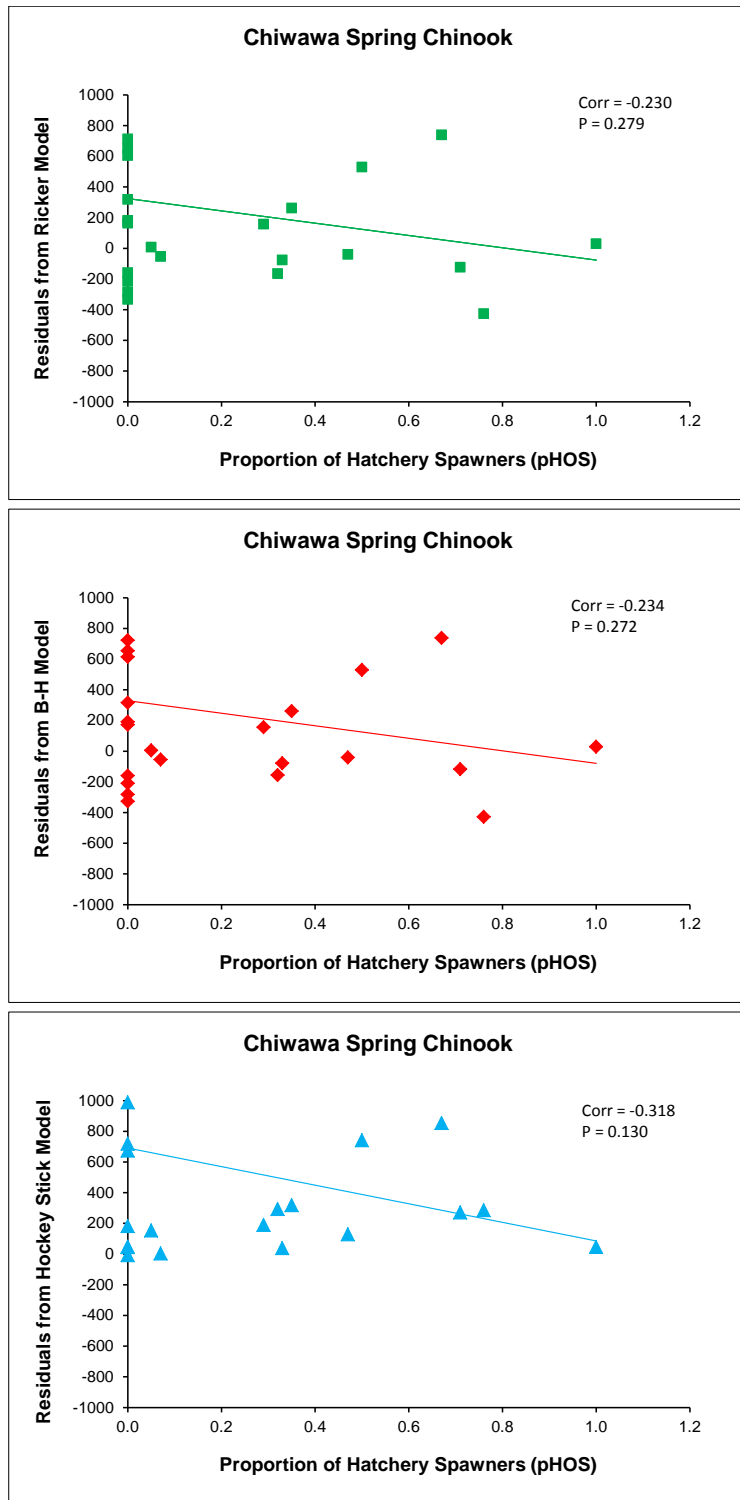 Chiwawa Spring Chinook
Corr = -0.230
P = 0.279
Residuals from Ricker Model
1000
800
600
400
200
0
-200
-400
-600
-800
-1000
0.0 0.2 0.4 0.6 0.8 1.0 1.2
Proportion of Hatchery Spawners (pHOS)
Chiwawa Spring Chinook
Corr = -0.234
P = 0.272
Residuals from B-H Model
1000
800
600
400
200
0
-200
-400
-600
-800
-1000
0.0 0.2 0.4 0.6 0.8 1.0 1.2
Proportion of Hatchery Spawners (pHOS)
Chiwawa Spring Chinook
Corr = -0.318
P = 0.130
Residuals from Hockey Stick Model
1000
800
600
400
200
0
-200
-400
-600
-800
-1000
0.0 0.2 0.4 0.6 0.8 1.0 1.2
Proportion of Hatchery Spawners (pHOS)